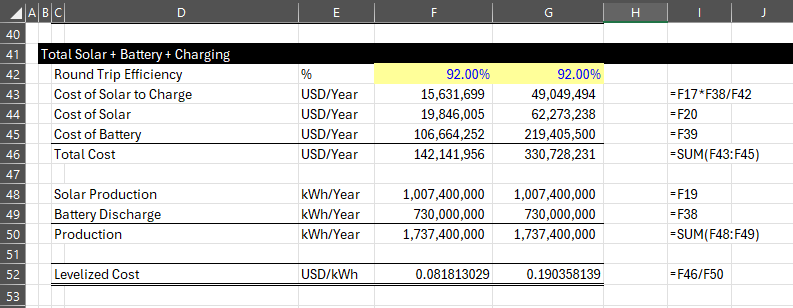 A B C D E F G H I J
40
41 Total Solar + Battery + Charging
42 Round Trip Efficiency % 92.00% 92.00%
43 Cost of Solar to Charge USD/Year 15,631,699 49,049,494 =F17*F38/F42
44 Cost of Solar USD/Year 19,846,005 62,273,238 =F20
45 Cost of Battery USD/Year 106,664,252 219,405,500 =F39
46 Total Cost USD/Year 142,141,956 330,728,231 =SUM(F43:F45)
47
48 Solar Production kWh/Year 1,007,400,000 1,007,400,000 =F19
49 Battery Discharge kWh/Year 730,000,000 730,000,000 =F38
50 Production kWh/Year 1,737,400,000 1,737,400,000 =SUM(F48:F49)
51
52 Levelized Cost USD/kWh 0.081813029 0.190358139 =F46/F50
53